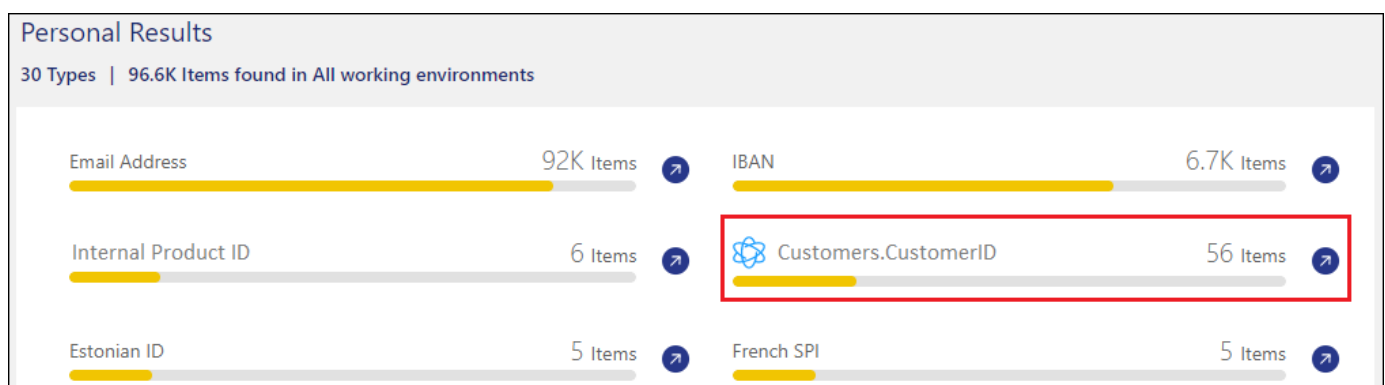 Personal Results
30 Types | 96.6K Items found in All working environments
Email Address 92K Items
IBAN 6.7K Items
Internal Product ID 6 Items
Customers.CustomerID 56 Items
Estonian ID 5 Items
French SPI 5 Items